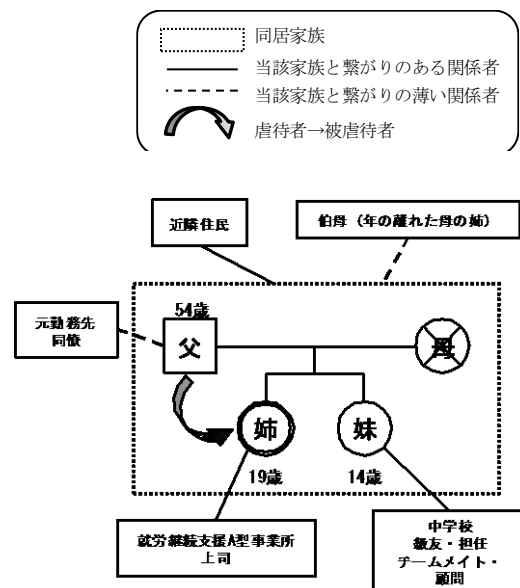 同居家族
当該家族と繋がりのある関係者
当該家族と繋がりの薄い関係者
虐待者→被虐待者
近隣住民
伯母（年の離れた母の姉）
元勤務先
同僚
54歳
父
母
姉
妹
19歳
14歳
就労継続支援A型事業所
上司
中学校
級友・担任
チームメイト・
顧問